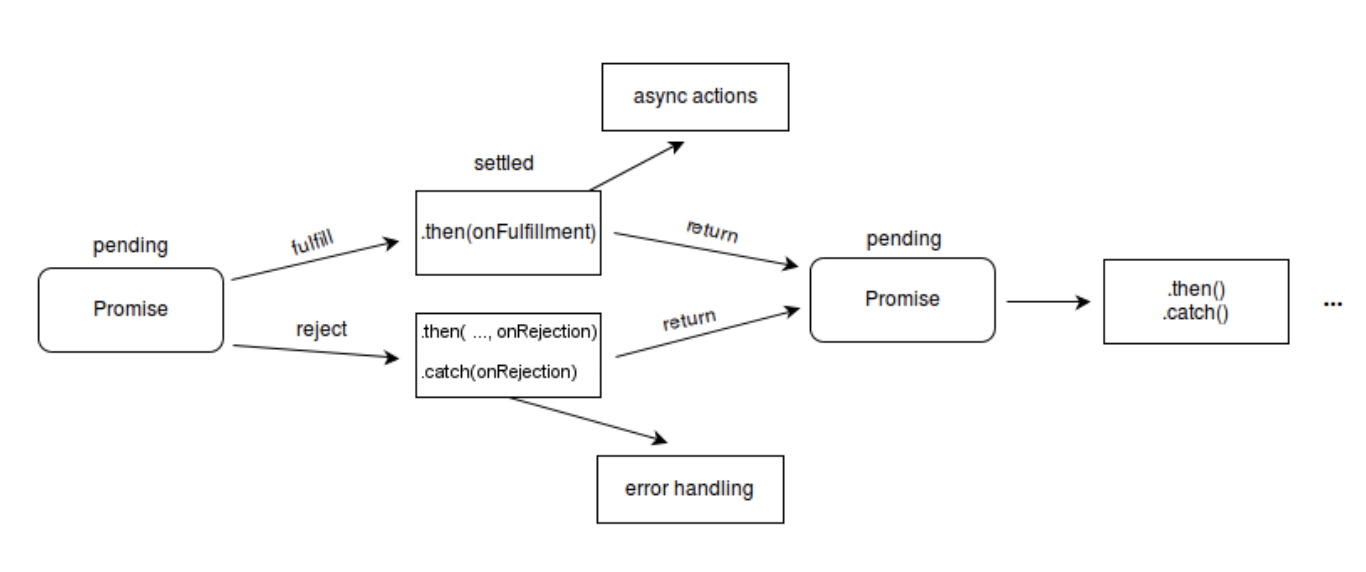 async actions
settled
.then(onFulfillment)
fulfill
return
pending
Promise
reject
.then( ..., onRejection)
.catch(onRejection)
return
error handling
pending
Promise
.then()
.catch()
...